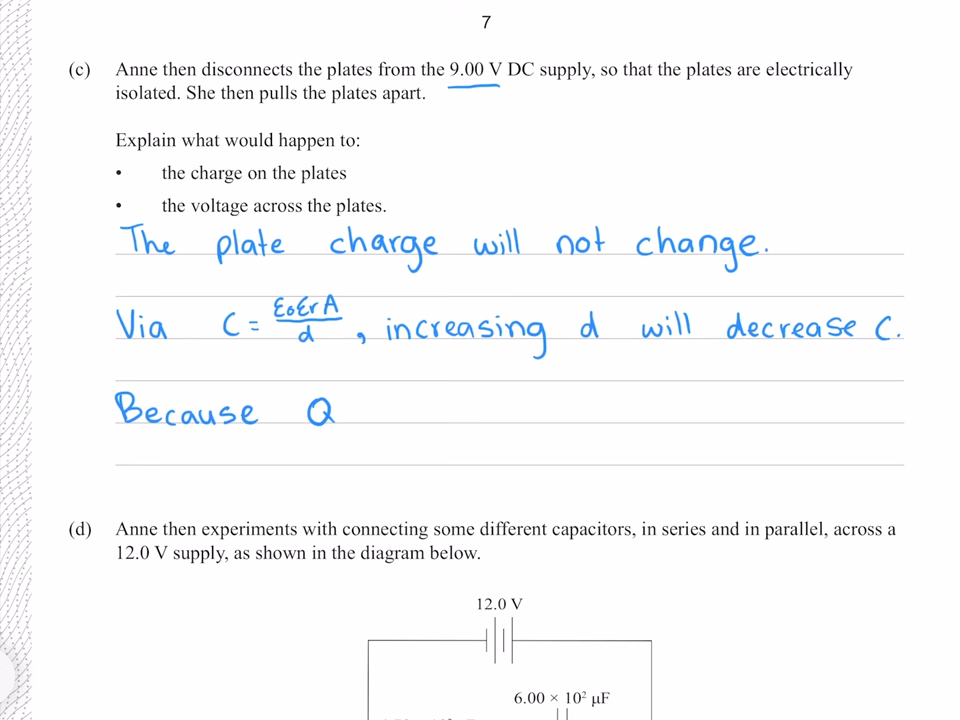 7
(c) Anne then disconnects the plates from the 9.00 V DC supply, so that the plates are electrically
isolated. She then pulls the plates apart.
Explain what would happen to:
• the charge on the plates
• the voltage across the plates.
The plate charge will not change.
Via C = ε₀εᵣA/d, increasing d will decrease C.
Because Q
(d) Anne then experiments with connecting some different capacitors, in series and in parallel, across a
12.0 V supply, as shown in the diagram below.
12.0 V
6.00 × 10² μF